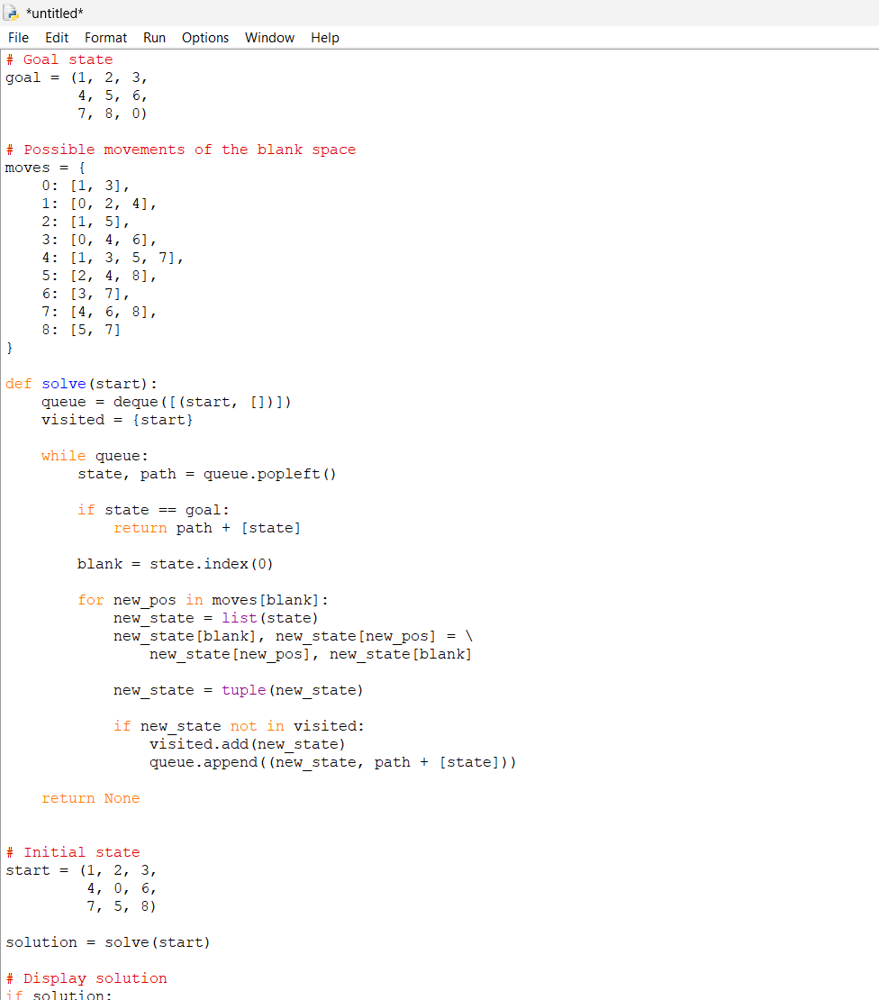 *untitled*
File Edit Format Run Options Window Help
# Goal state
goal = (1, 2, 3,
        4, 5, 6,
        7, 8, 0)

# Possible movements of the blank space
moves = {
    0: [1, 3],
    1: [0, 2, 4],
    2: [1, 5],
    3: [0, 4, 6],
    4: [1, 3, 5, 7],
    5: [2, 4, 8],
    6: [3, 7],
    7: [4, 6, 8],
    8: [5, 7]
}

def solve(start):
    queue = deque([(start, [])])
    visited = {start}

    while queue:
        state, path = queue.popleft()

        if state == goal:
            return path + [state]

        blank = state.index(0)

        for new_pos in moves[blank]:
            new_state = list(state)
            new_state[blank], new_state[new_pos] = \
                new_state[new_pos], new_state[blank]

            new_state = tuple(new_state)

            if new_state not in visited:
                visited.add(new_state)
                queue.append((new_state, path + [state]))

    return None


# Initial state
start = (1, 2, 3,
         4, 0, 6,
         7, 5, 8)

solution = solve(start)

# Display solution
if solution: